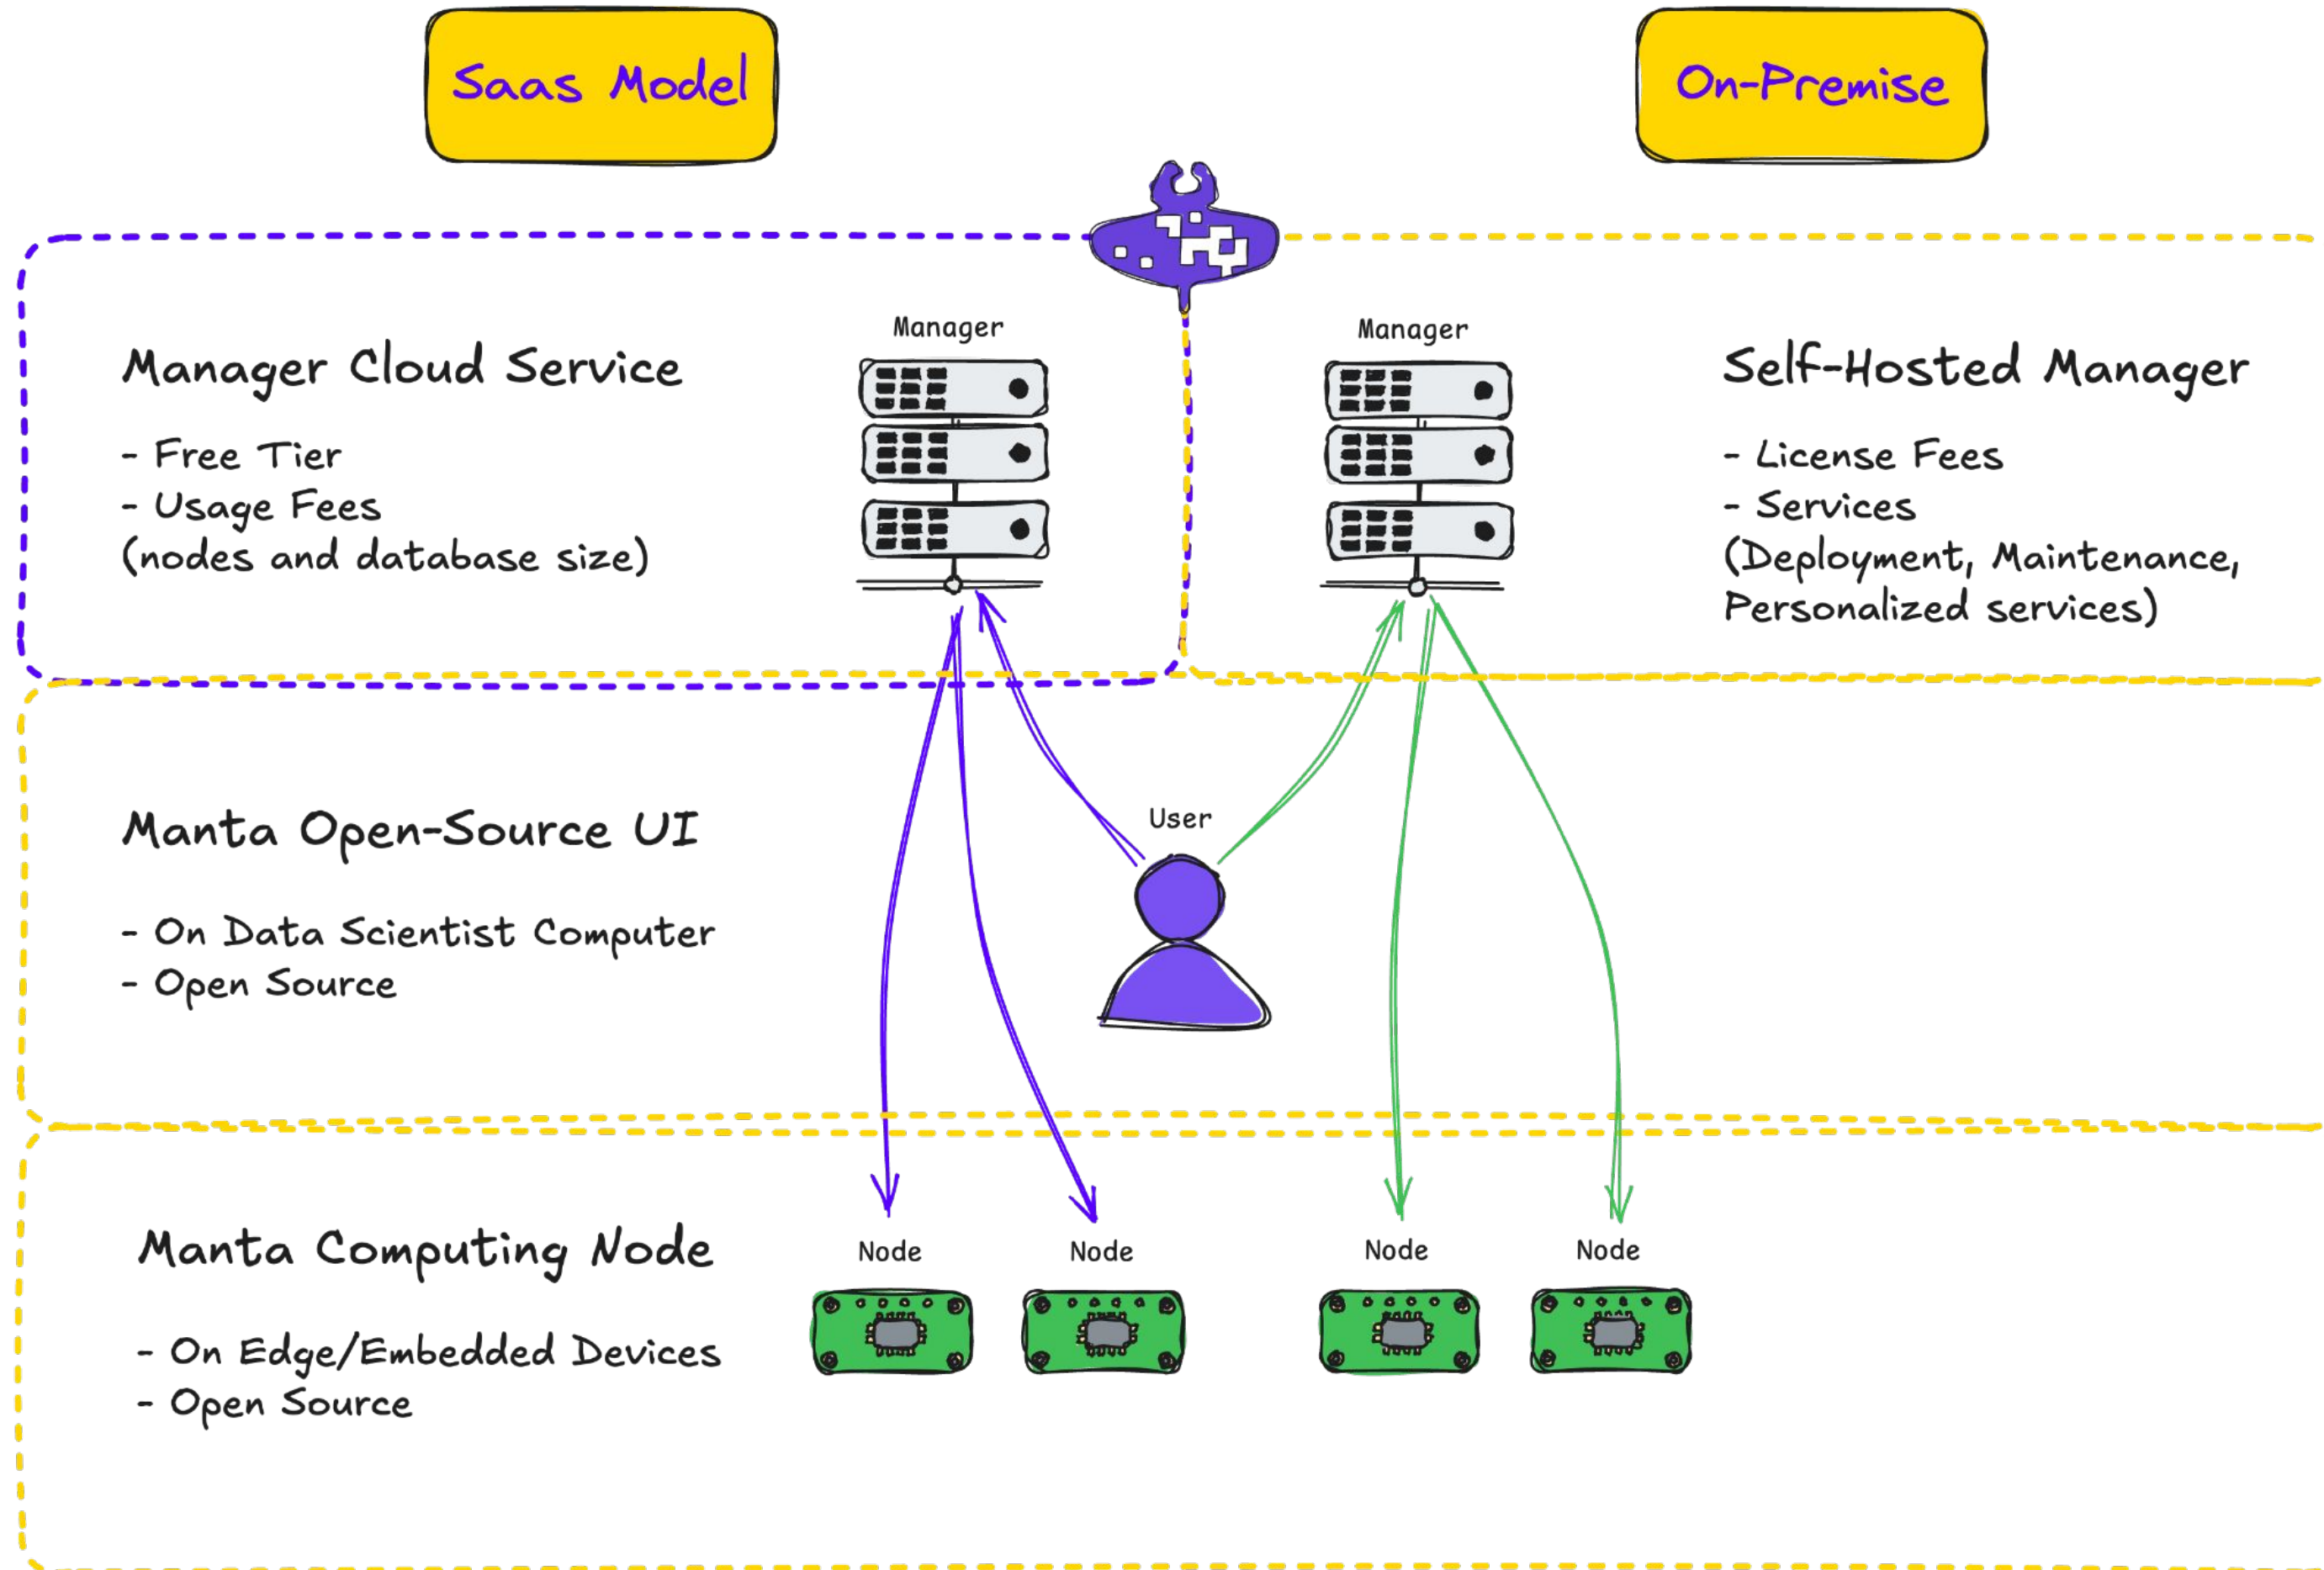 Saas Model
On-Premise
Manager Cloud Service
- Free Tier
- Usage Fees
(nodes and database size)
Manager
Manager
Self-Hosted Manager
- License Fees
- Services
(Deployment, Maintenance,
Personalized services)
Manta Open-Source UI
- On Data Scientist Computer
- Open Source
User
Manta Computing Node
- On Edge/Embedded Devices
- Open Source
Node
Node
Node
Node